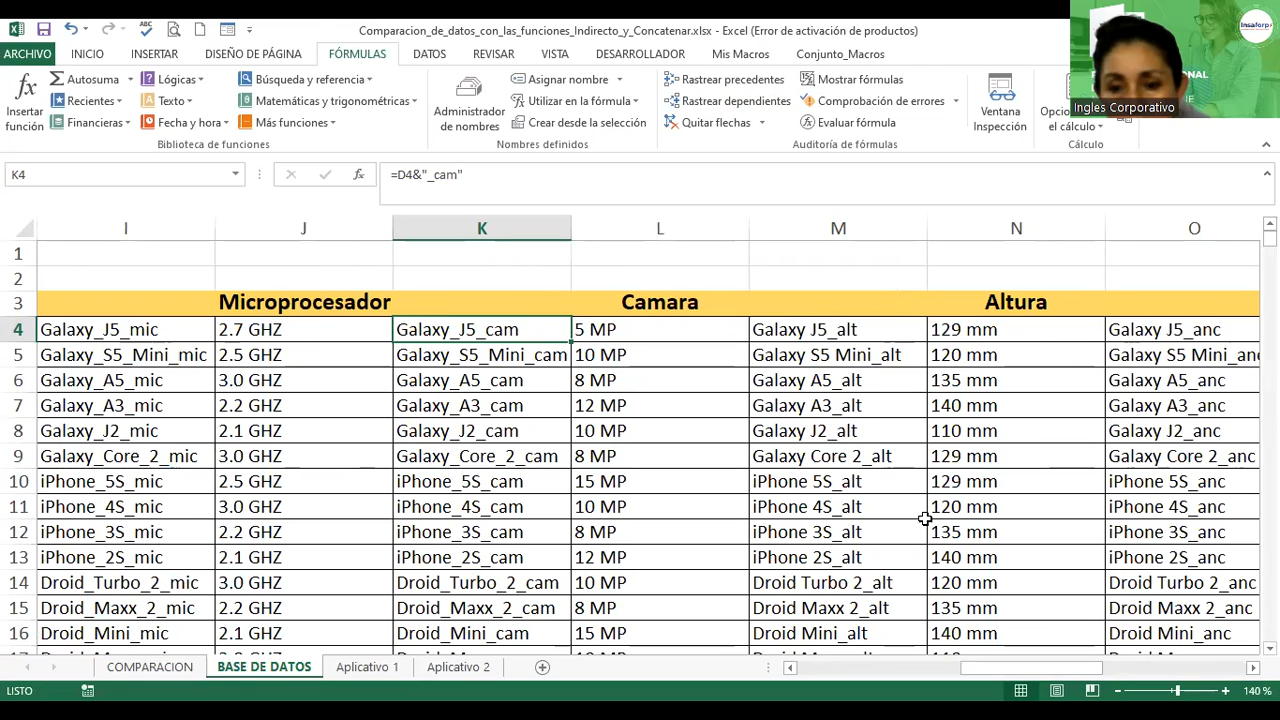 Comparacion_de_datos_con_las_funciones_Indirecto_y_Concatenar.xlsx - Excel (Error de activación de productos)
Insaforp
ARCHIVO INICIO INSERTAR DISEÑO DE PÁGINA FÓRMULAS DATOS REVISAR VISTA DESARROLLADOR Mis Macros Conjunto_Macros
Ingles Corporativo
Insertar función
Autosuma Lógicas Búsqueda y referencia
Recientes Texto Matemáticas y trigonométricas
Financieras Fecha y hora Más funciones
Biblioteca de funciones
Administrador de nombres
Asignar nombre
Utilizar en la fórmula
Crear desde la selección
Nombres definidos
Rastrear precedentes Mostrar fórmulas
Rastrear dependientes Comprobación de errores
Quitar flechas Evaluar fórmula
Auditoría de fórmulas
Ventana Inspección
el cálculo
Cálculo
K4 fx =D4&"_cam"
I J K L M N O
1
2
3 Microprocesador Camara Altura
4 Galaxy_J5_mic 2.7 GHZ Galaxy_J5_cam 5 MP Galaxy J5_alt 129 mm Galaxy J5_anc
5 Galaxy_S5_Mini_mic 2.5 GHZ Galaxy_S5_Mini_cam 10 MP Galaxy S5 Mini_alt 120 mm Galaxy S5 Mini_an
6 Galaxy_A5_mic 3.0 GHZ Galaxy_A5_cam 8 MP Galaxy A5_alt 135 mm Galaxy A5_anc
7 Galaxy_A3_mic 2.2 GHZ Galaxy_A3_cam 12 MP Galaxy A3_alt 140 mm Galaxy A3_anc
8 Galaxy_J2_mic 2.1 GHZ Galaxy_J2_cam 10 MP Galaxy J2_alt 110 mm Galaxy J2_anc
9 Galaxy_Core_2_mic 3.0 GHZ Galaxy_Core_2_cam 8 MP Galaxy Core 2_alt 129 mm Galaxy Core 2_anc
10 iPhone_5S_mic 2.5 GHZ iPhone_5S_cam 15 MP iPhone 5S_alt 129 mm iPhone 5S_anc
11 iPhone_4S_mic 3.0 GHZ iPhone_4S_cam 10 MP iPhone 4S_alt 120 mm iPhone 4S_anc
12 iPhone_3S_mic 2.2 GHZ iPhone_3S_cam 8 MP iPhone 3S_alt 135 mm iPhone 3S_anc
13 iPhone_2S_mic 2.1 GHZ iPhone_2S_cam 12 MP iPhone 2S_alt 140 mm iPhone 2S_anc
14 Droid_Turbo_2_mic 3.0 GHZ Droid_Turbo_2_cam 10 MP Droid Turbo 2_alt 120 mm Droid Turbo 2_anc
15 Droid_Maxx_2_mic 2.2 GHZ Droid_Maxx_2_cam 8 MP Droid Maxx 2_alt 135 mm Droid Maxx 2_anc
16 Droid_Mini_mic 2.1 GHZ Droid_Mini_cam 15 MP Droid Mini_alt 140 mm Droid Mini_anc
COMPARACION BASE DE DATOS Aplicativo 1 Aplicativo 2
LISTO 140 %